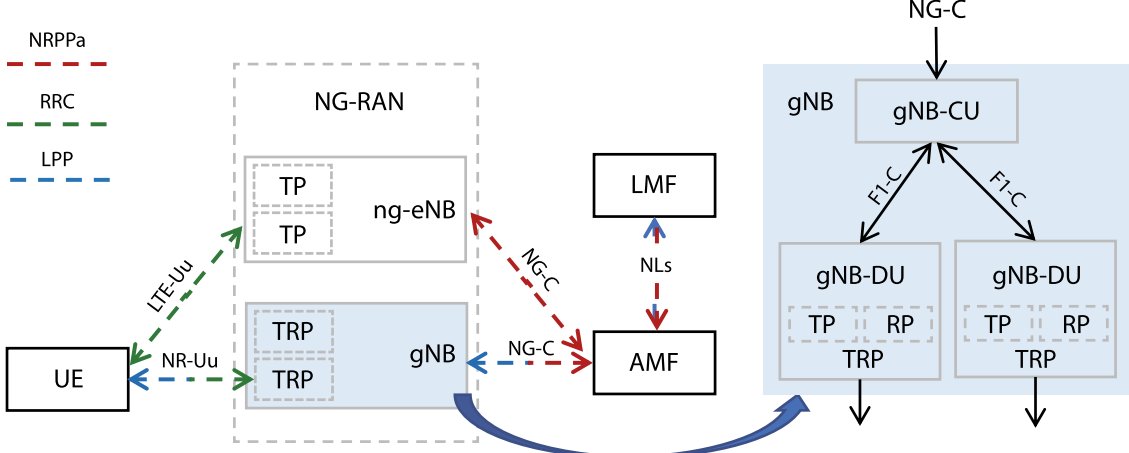 NRPPa
RRC
LPP
NG-RAN
TP
TP
ng-eNB
TRP
TRP
gNB
UE
LTE-Uu
NR-Uu
NG-C
NG-C
LMF
NLs
AMF
NG-C
gNB
gNB-CU
F1-C
F1-C
gNB-DU
TP RP
TRP
gNB-DU
TP RP
TRP